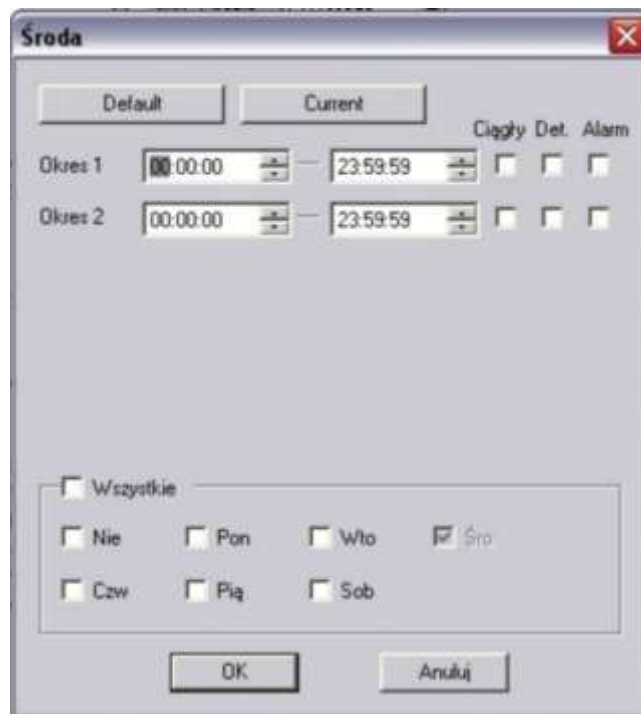 Środa
Default Current
Ciągły Det. Alarm
Okres 1 00:00:00 — 23:59:59
Okres 2 00:00:00 — 23:59:59
Wszystkie
Nie Pon Wto Śro
Czw Pią Sob
OK Anuluj